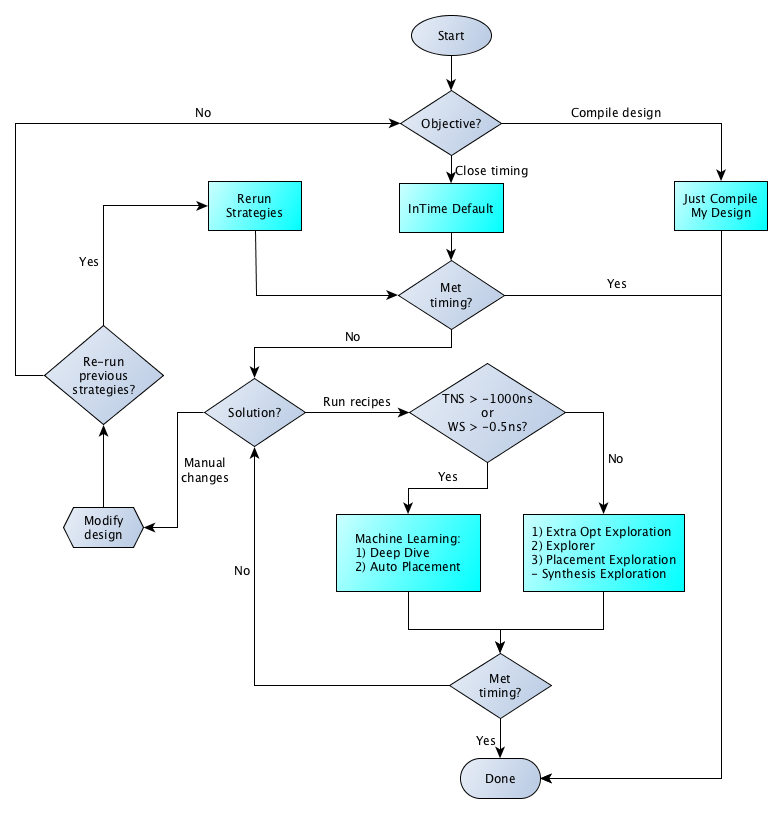 Start
No
Objective?
Compile design
Close timing
Rerun
Strategies
InTime Default
Just Compile
My Design
Yes
Met
timing?
Yes
No
Re-run
previous
strategies?
Solution?
Run recipes
TNS > -1000ns
or
WS > -0.5ns?
Manual
changes
Yes
No
Modify
design
Machine Learning:
1) Deep Dive
2) Auto Placement
1) Extra Opt Exploration
2) Explorer
3) Placement Exploration
- Synthesis Exploration
No
Met
timing?
Yes
Done